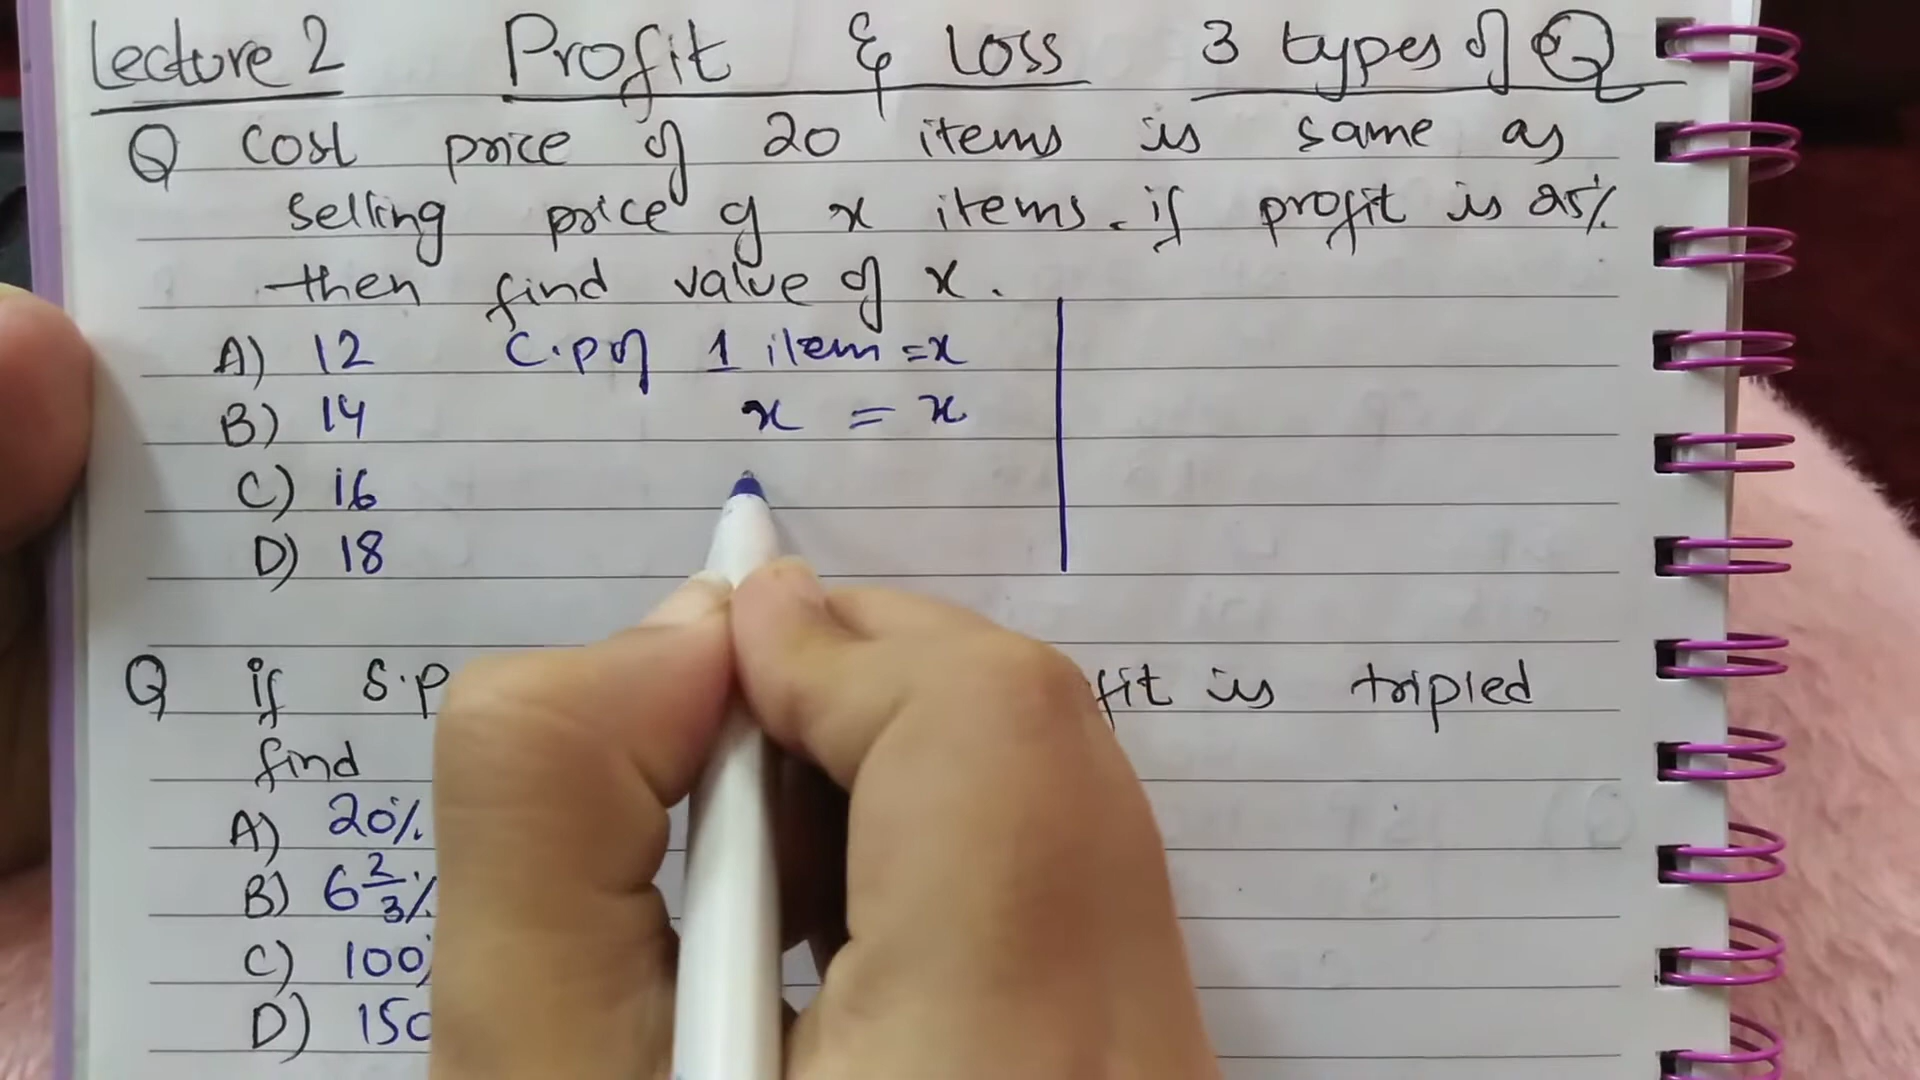 Lecture 2 Profit & Loss 3 types of Q
Q Cost price of 20 items is same as
selling price of x items. if profit is 25%
then find value of x.
A) 12 C.P of 1 item = x
B) 14 x = x
C) 16
D) 18
Q if S.P is tripled
find
A) 20%
B) 6 2/3%
C) 100%
D) 150